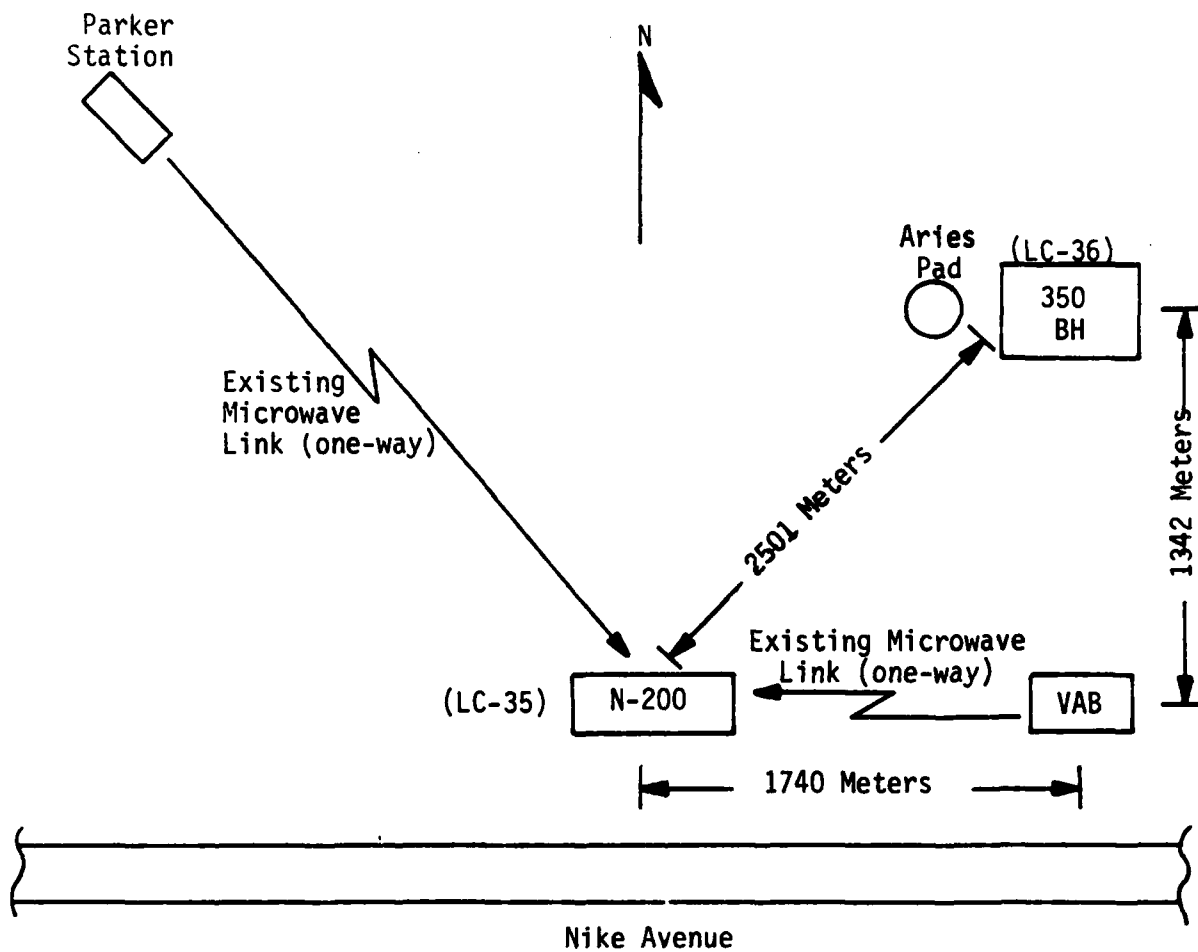 Parker
Station
N
Aries
Pad
(LC-36)
350
BH
Existing
Microwave
Link (one-way)
2501 Meters
1342 Meters
Existing Microwave
Link (one-way)
(LC-35)
N-200
VAB
1740 Meters
Nike Avenue